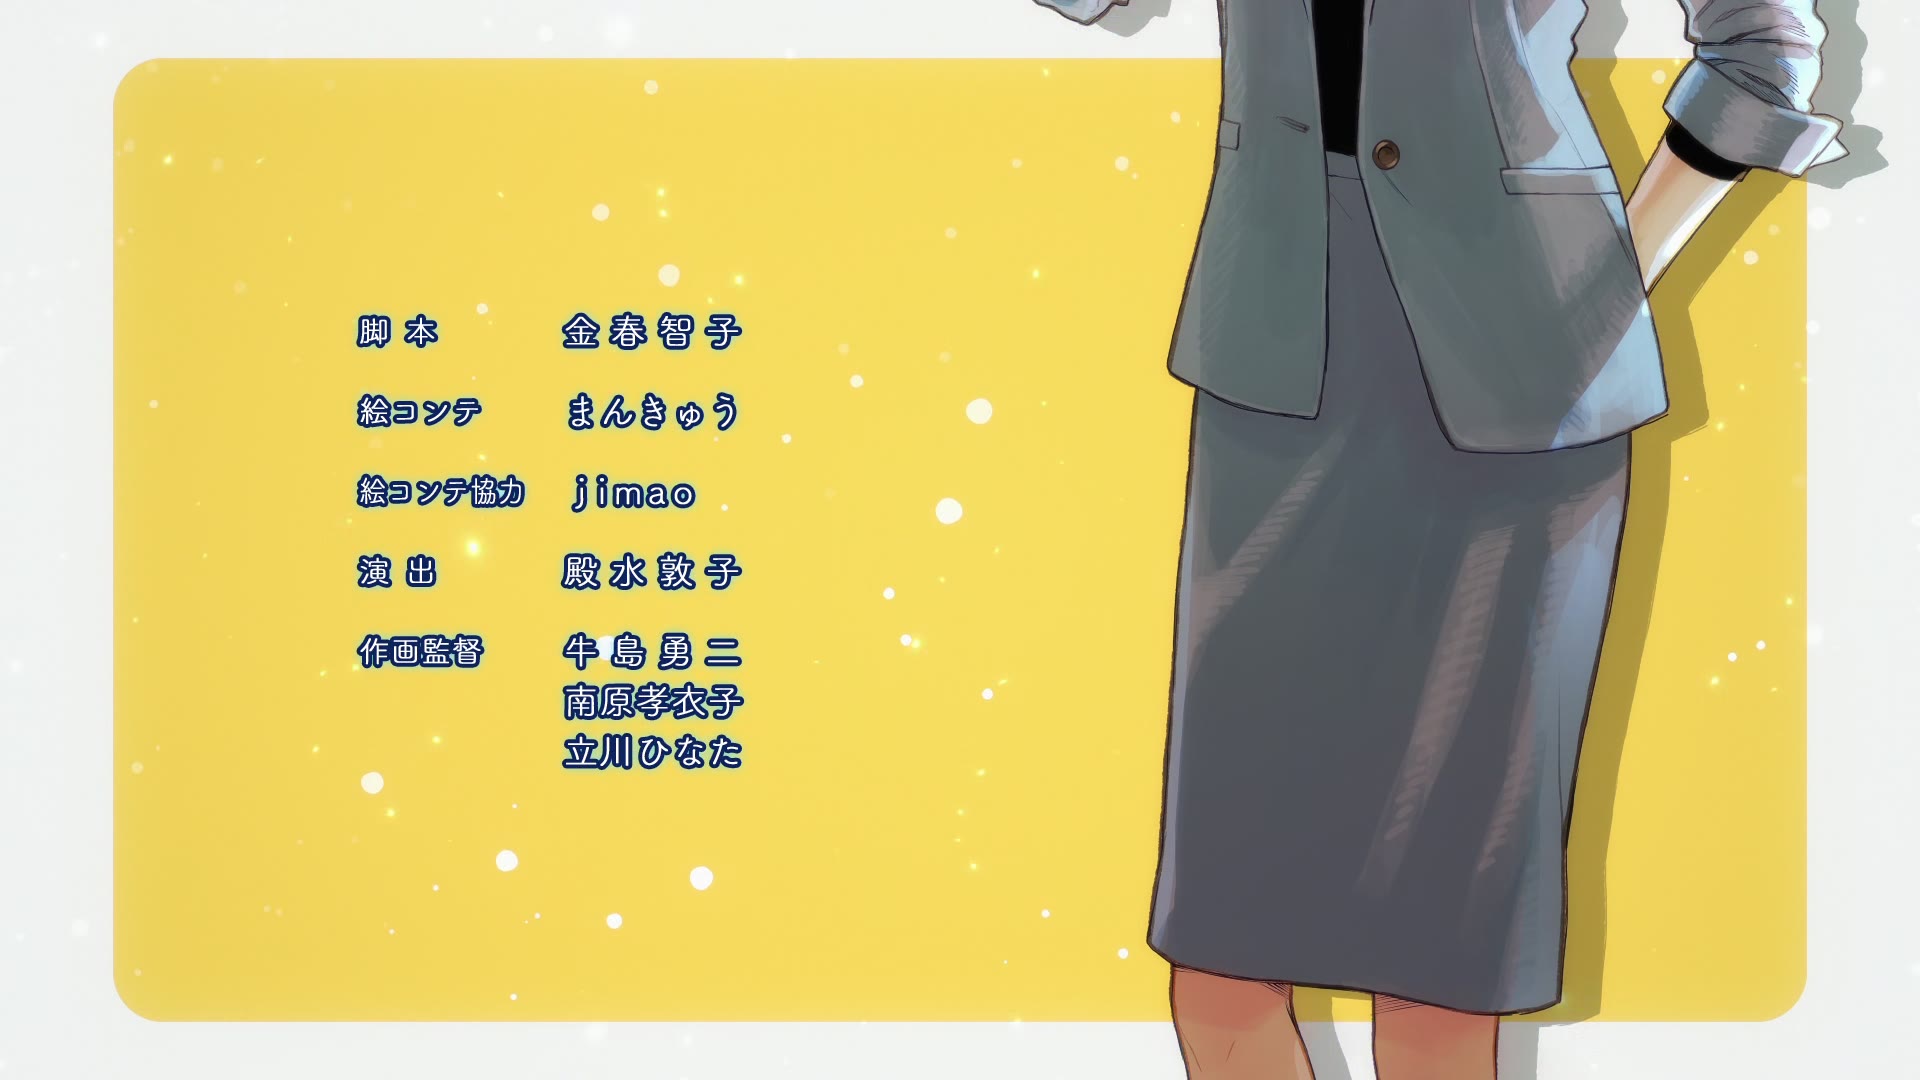 脚本 金春智子
絵コンテ まんきゅう
絵コンテ協力 jimao
演出 殿水敦子
作画監督 牛島勇二
南原孝衣子
立川ひなた